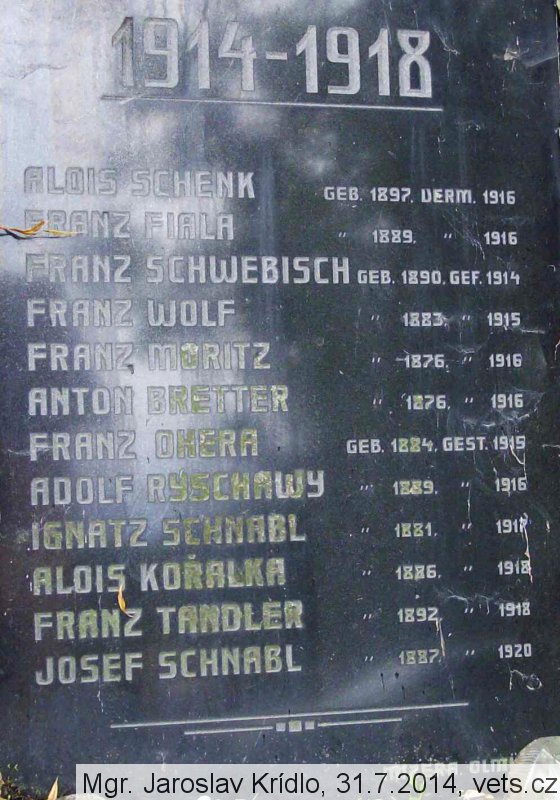 1914-1918
ALOIS SCHENK GEB. 1897. VERM. 1916
FRANZ FIALA " 1889. " 1916
FRANZ SCHWEBISCH GEB. 1890. GEF. 1914
FRANZ WOLF " 1883. " 1915
FRANZ MORITZ " 1876. " 1916
ANTON BRETTER " 1876. " 1916
FRANZ OHERA GEB. 1884. GEST. 1915
ADOLF RYSCHAWY " 1889. " 1916
IGNATZ SCHNABL " 1881. " 1917
ALOIS KOŘALKA " 1886. " 1918
FRANZ TANDLER " 1892. " 1918
JOSEF SCHNABL " 1887. " 1920
Mgr. Jaroslav Krídlo, 31.7.2014, vets.cz